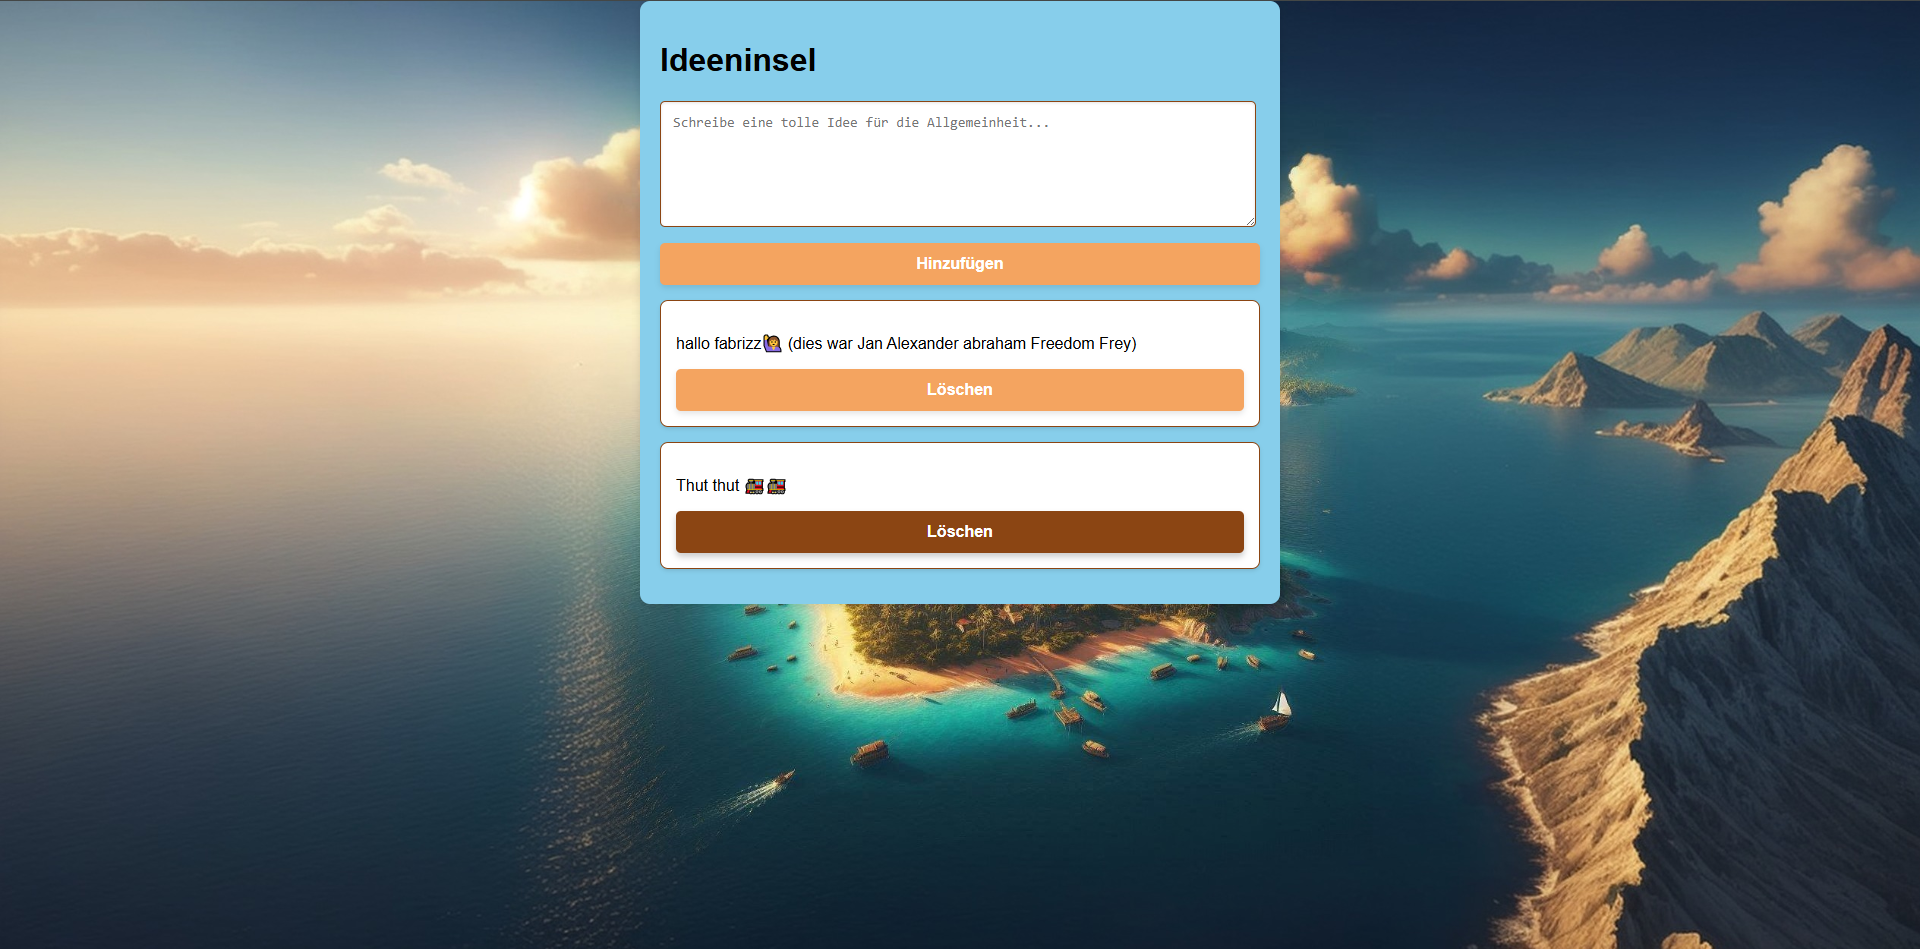 Ideeninsel
Schreibe eine tolle Idee für die Allgemeinheit...
Hinzufügen
hallo fabrizz🙋 (dies war Jan Alexander abraham Freedom Frey)
Löschen
Thut thut 🚂🚂
Löschen